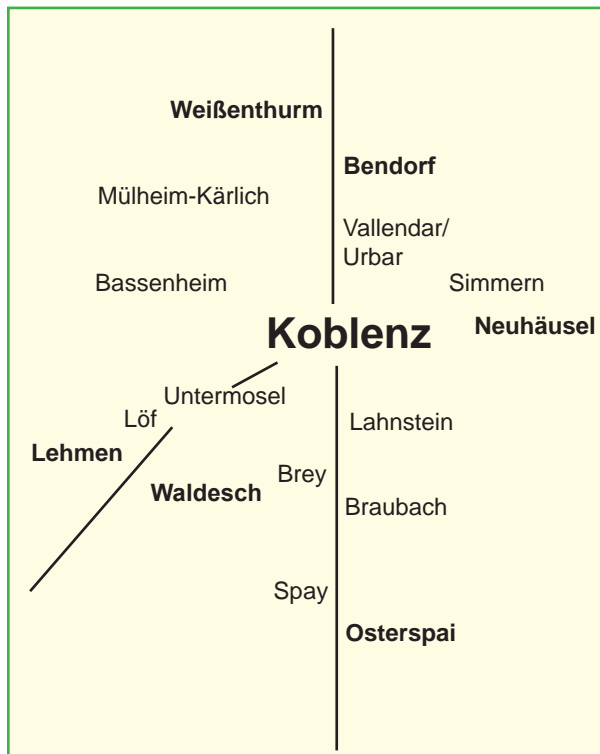 Weißenthurm
Bendorf
Mülheim-Kärlich
Vallendar/
Urbar
Bassenheim
Simmern
Koblenz
Neuhäusel
Untermosel
Löf
Lahnstein
Lehmen
Brey
Waldesch
Braubach
Spay
Osterspai